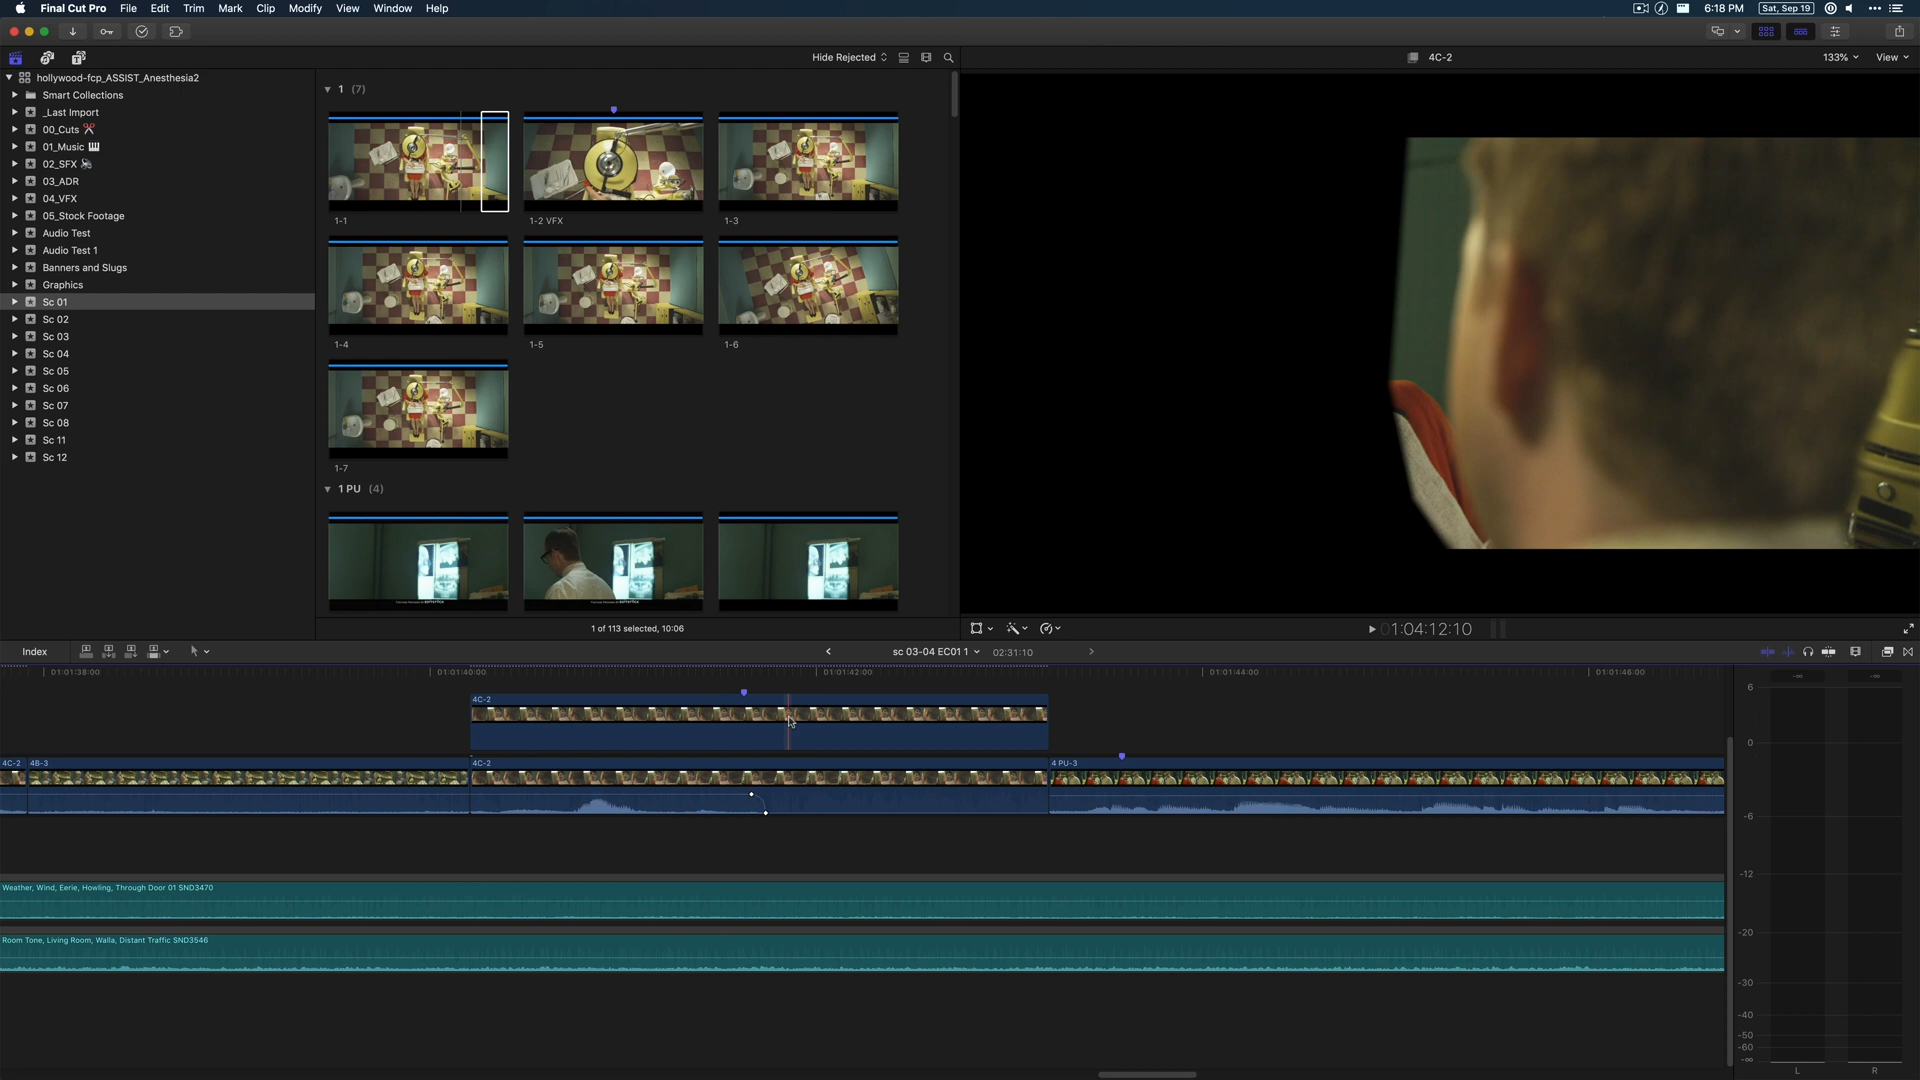 Final Cut Pro File Edit Trim Mark Clip Modify View Window Help
6:18 PM Sat, Sep 19
Hide Rejected
4C-2
133% View
hollywood-fcp_ASSIST_Anesthesia2
Smart Collections
_Last Import
00_Cuts
01_Music
02_SFX
03_ADR
04_VFX
05_Stock Footage
Audio Test
Audio Test 1
Banners and Slugs
Graphics
Sc 01
Sc 02
Sc 03
Sc 04
Sc 05
Sc 06
Sc 07
Sc 08
Sc 11
Sc 12
1 (7)
1-1
1-2 VFX
1-3
1-4
1-5
1-6
1-7
1 PU (4)
1 of 113 selected, 10:06
01:04:12:10
Index
sc 03-04 EC01 1
02:31:10
01:01:38:00
01:01:40:00
01:01:42:00
01:01:44:00
01:01:46:00
4C-2
4C-2
4B-3
4C-2
4 PU-3
Weather, Wind, Eerie, Howling, Through Door 01 SND3470
Room Tone, Living Room, Walla, Distant Traffic SND3546
-∞ -∞
6
0
-6
-12
-20
-30
-40
-50
-60
-∞
L R